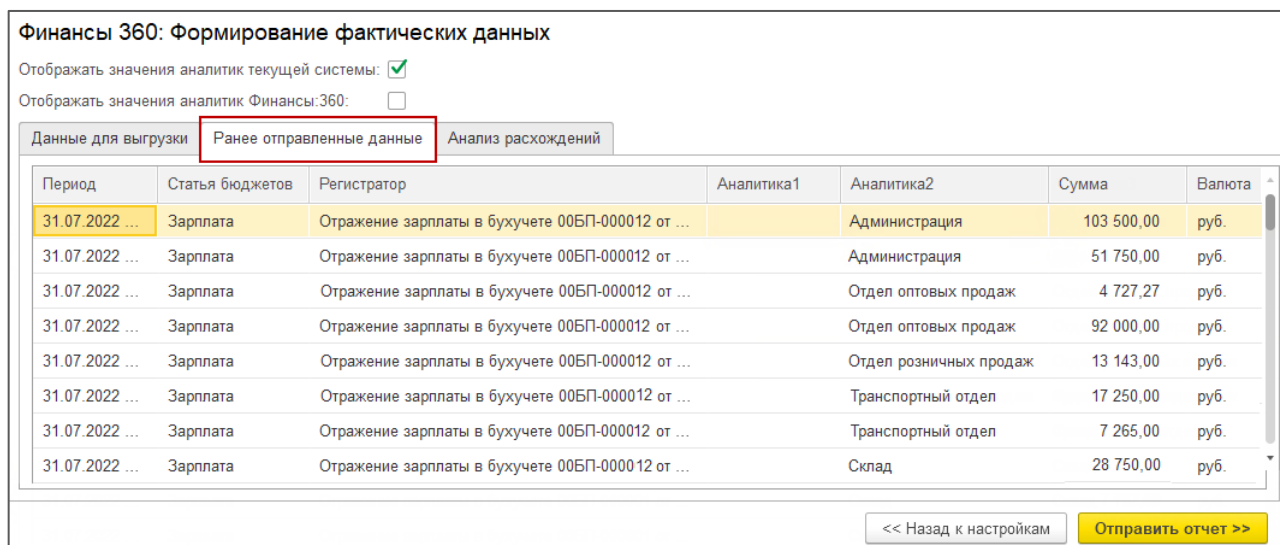 Финансы 360: Формирование фактических данных
Отображать значения аналитик текущей системы:
Отображать значения аналитик Финансы:360:
Данные для выгрузки Ранее отправленные данные Анализ расхождений
Период Статья бюджетов Регистратор Аналитика1 Аналитика2 Сумма Валюта
31.07.2022 ... Зарплата Отражение зарплаты в бухучете 00БП-000012 от ... Администрация 103 500,00 руб.
31.07.2022 ... Зарплата Отражение зарплаты в бухучете 00БП-000012 от ... Администрация 51 750,00 руб.
31.07.2022 ... Зарплата Отражение зарплаты в бухучете 00БП-000012 от ... Отдел оптовых продаж 4 727,27 руб.
31.07.2022 ... Зарплата Отражение зарплаты в бухучете 00БП-000012 от ... Отдел оптовых продаж 92 000,00 руб.
31.07.2022 ... Зарплата Отражение зарплаты в бухучете 00БП-000012 от ... Отдел розничных продаж 13 143,00 руб.
31.07.2022 ... Зарплата Отражение зарплаты в бухучете 00БП-000012 от ... Транспортный отдел 17 250,00 руб.
31.07.2022 ... Зарплата Отражение зарплаты в бухучете 00БП-000012 от ... Транспортный отдел 7 265,00 руб.
31.07.2022 ... Зарплата Отражение зарплаты в бухучете 00БП-000012 от ... Склад 28 750,00 руб.
<< Назад к настройкам Отправить отчет >>